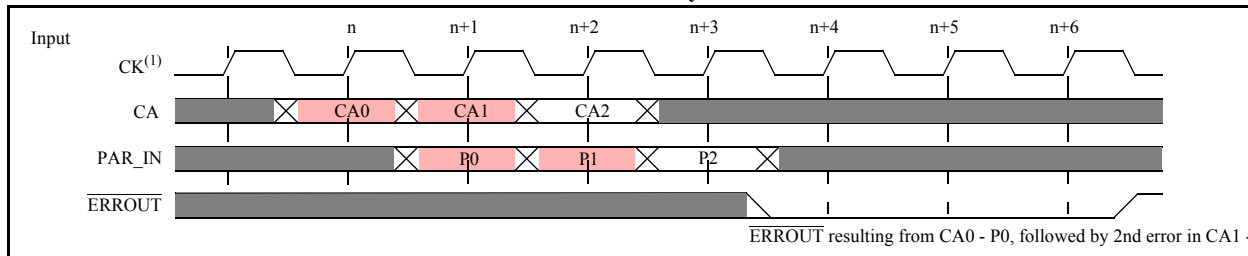 Input
n n+1 n+2 n+3 n+4 n+5 n+6
CK(1)
CA CA0 CA1 CA2
PAR_IN P0 P1 P2
ERROUT
ERROUT resulting from CA0 - P0, followed by 2nd error in CA1 -